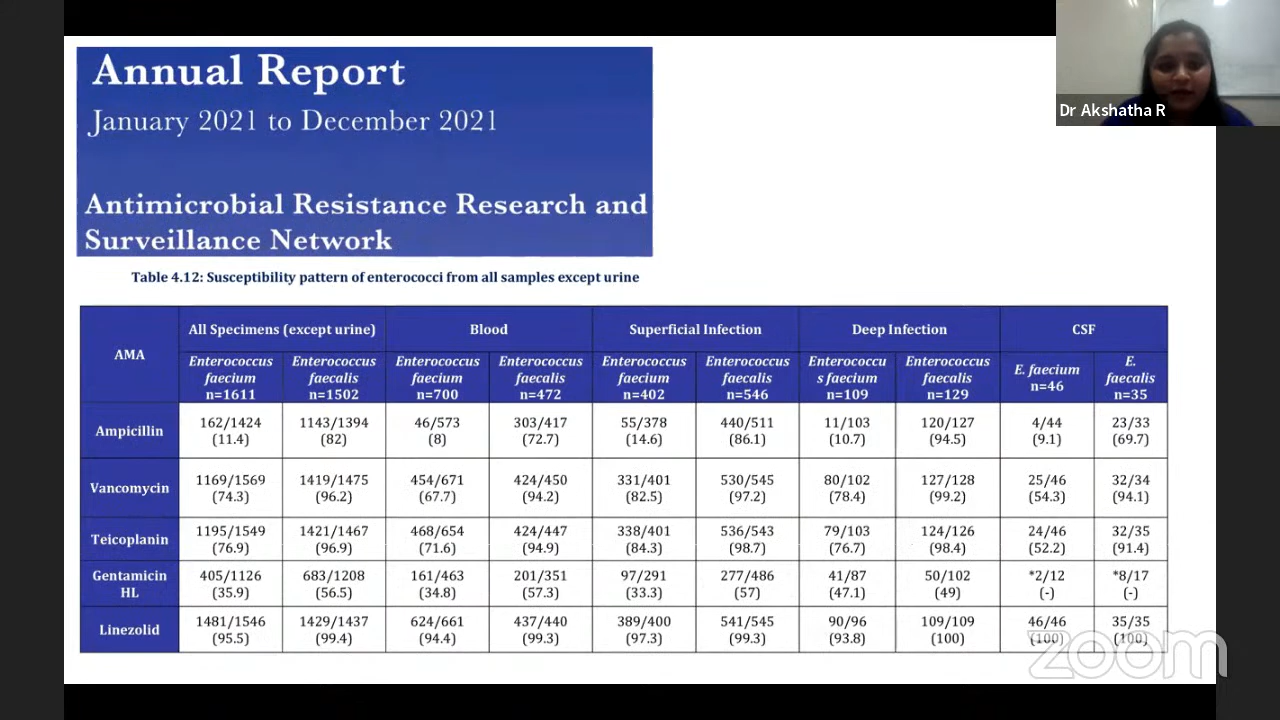 Annual Report
January 2021 to December 2021
Antimicrobial Resistance Research and
Surveillance Network
Dr Akshatha R
Table 4.12: Susceptibility pattern of enterococci from all samples except urine
AMA
All Specimens (except urine)
Blood
Superficial Infection
Deep Infection
CSF
Enterococcus
faecium
n=1611
Enterococcus
faecalis
n=1502
Enterococcus
faecium
n=700
Enterococcus
faecalis
n=472
Enterococcus
faecium
n=402
Enterococcus
faecalis
n=546
Enterococcu
s faecium
n=109
Enterococcus
faecalis
n=129
E. faecium
n=46
E.
faecalis
n=35
Ampicillin
162/1424
(11.4)
1143/1394
(82)
46/573
(8)
303/417
(72.7)
55/378
(14.6)
440/511
(86.1)
11/103
(10.7)
120/127
(94.5)
4/44
(9.1)
23/33
(69.7)
Vancomycin
1169/1569
(74.3)
1419/1475
(96.2)
454/671
(67.7)
424/450
(94.2)
331/401
(82.5)
530/545
(97.2)
80/102
(78.4)
127/128
(99.2)
25/46
(54.3)
32/34
(94.1)
Teicoplanin
1195/1549
(76.9)
1421/1467
(96.9)
468/654
(71.6)
424/447
(94.9)
338/401
(84.3)
536/543
(98.7)
79/103
(76.7)
124/126
(98.4)
24/46
(52.2)
32/35
(91.4)
Gentamicin
HL
405/1126
(35.9)
683/1208
(56.5)
161/463
(34.8)
201/351
(57.3)
97/291
(33.3)
277/486
(57)
41/87
(47.1)
50/102
(49)
*2/12
(-)
*8/17
(-)
Linezolid
1481/1546
(95.5)
1429/1437
(99.4)
624/661
(94.4)
437/440
(99.3)
389/400
(97.3)
541/545
(99.3)
90/96
(93.8)
109/109
(100)
46/46
(100)
35/35
(100)
zoom